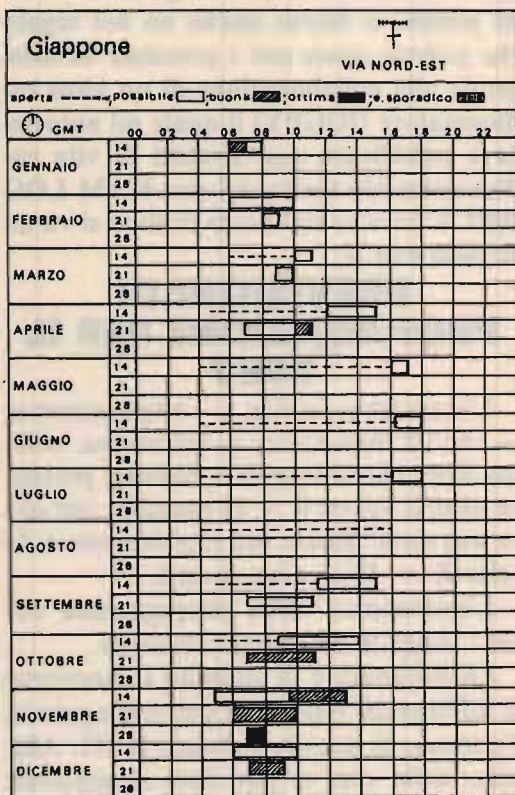 Giappone
VIA NORD-EST
aperta ------, possibile ;buona ;ottima ;e.sporadico
GMT 00 02 04 06 08 10 12 14 16 18 20 22
14
GENNAIO 21
28
14
FEBBRAIO 21
28
14
MARZO 21
28
14
APRILE 21
28
14
MAGGIO 21
28
14
GIUGNO 21
28
14
LUGLIO 21
28
14
AGOSTO 21
28
14
SETTEMBRE 21
28
14
OTTOBRE 21
28
14
NOVEMBRE 21
28
14
DICEMBRE 21
28